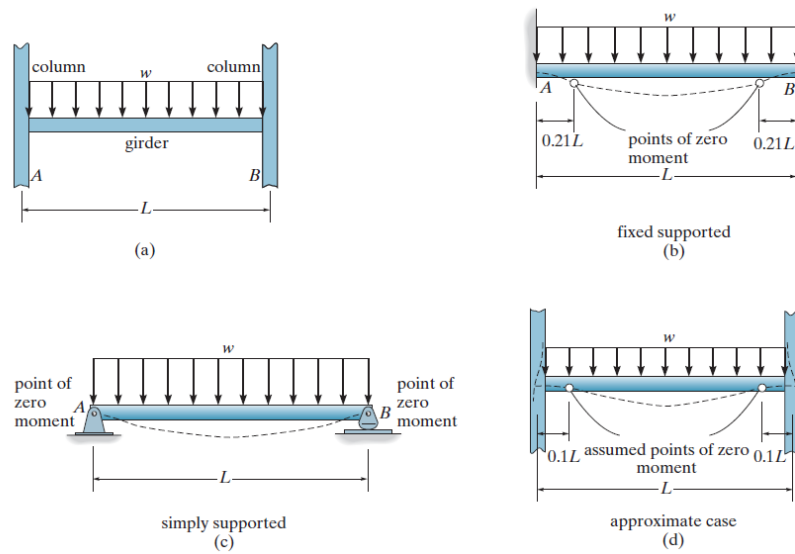 w
column
column
girder
A
B
L
(a)
w
A
B
0.21L
points of zero
moment
0.21L
L
fixed supported
(b)
w
point of
zero
moment
A
B
point of
zero
moment
L
simply supported
(c)
w
0.1L
assumed points of zero
moment
0.1L
L
approximate case
(d)